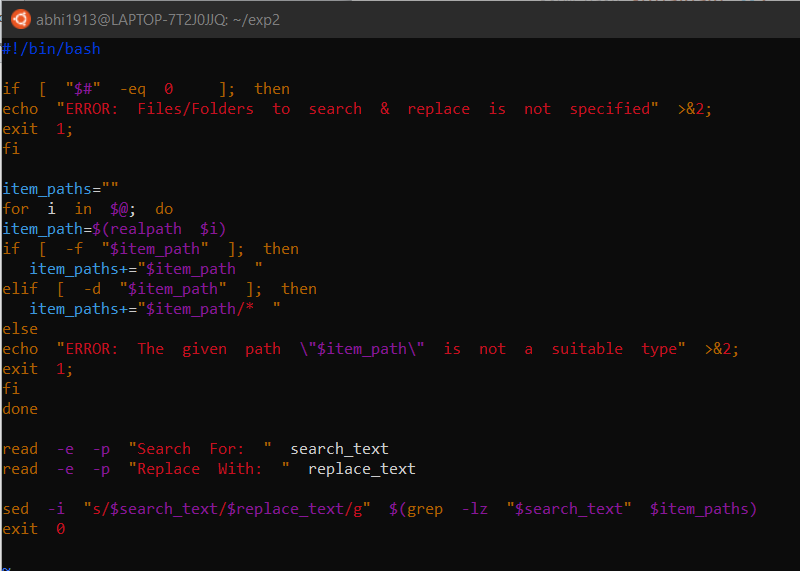 abhi1913@LAPTOP-7T2J0JJQ: ~/exp2
#!/bin/bash
if [ "$#" -eq 0 ]; then
echo "ERROR: Files/Folders to search & replace is not specified" >&2;
exit 1;
fi
item_paths=""
for i in $@; do
item_path=$(realpath $i)
if [ -f "$item_path" ]; then
item_paths+="$item_path "
elif [ -d "$item_path" ]; then
item_paths+="$item_path/* "
else
echo "ERROR: The given path \"$item_path\" is not a suitable type" >&2;
exit 1;
fi
done
read -e -p "Search For: " search_text
read -e -p "Replace With: " replace_text
sed -i "s/$search_text/$replace_text/g" $(grep -lz "$search_text" $item_paths)
exit 0
~